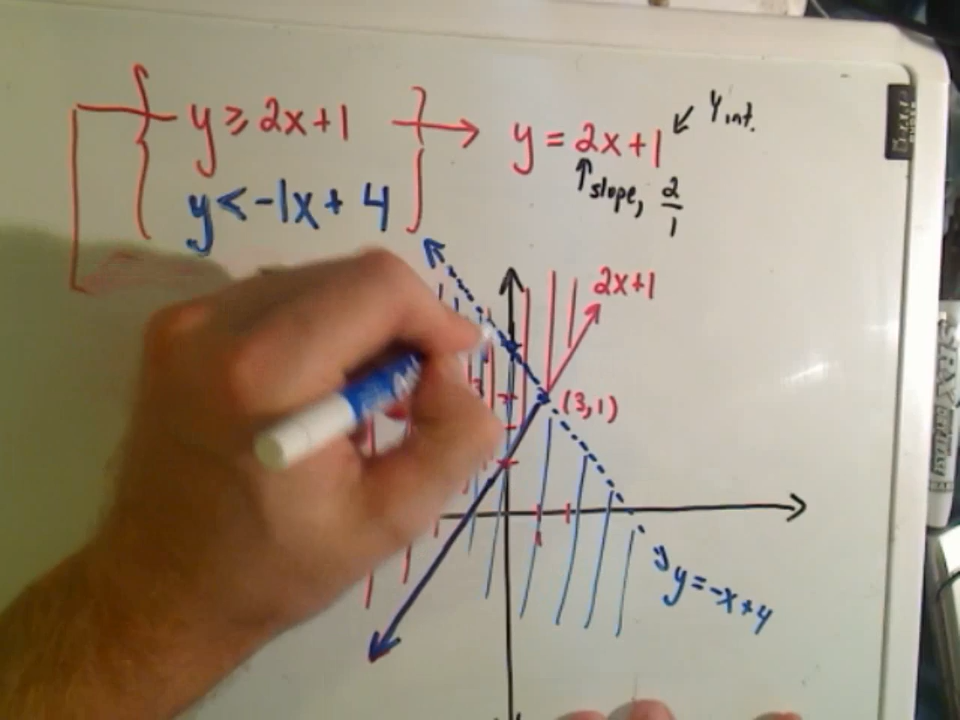 y ≥ 2x+1
y < -1x + 4
y = 2x+1
Y int.
slope, 2/1
2x+1
(3,1)
y=-x+4